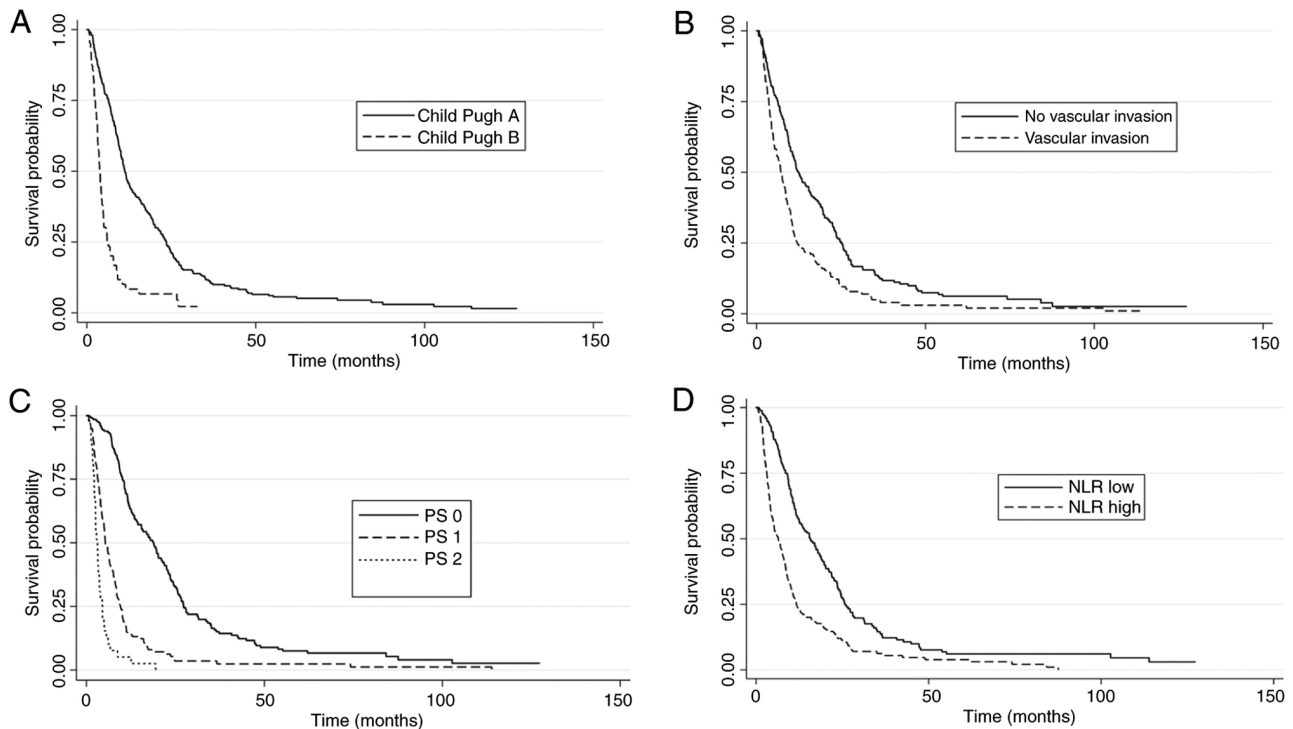 A
Survival probability
1.00
0.75
0.50
0.25
0.00
Child Pugh A
Child Pugh B
0 50 100 150
Time (months)
B
Survival probability
1.00
0.75
0.50
0.25
0.00
No vascular invasion
Vascular invasion
0 50 100 150
Time (months)
C
Survival probability
1.00
0.75
0.50
0.25
0.00
PS 0
PS 1
PS 2
0 50 100 150
Time (months)
D
Survival probability
1.00
0.75
0.50
0.25
0.00
NLR low
NLR high
0 50 100 150
Time (months)